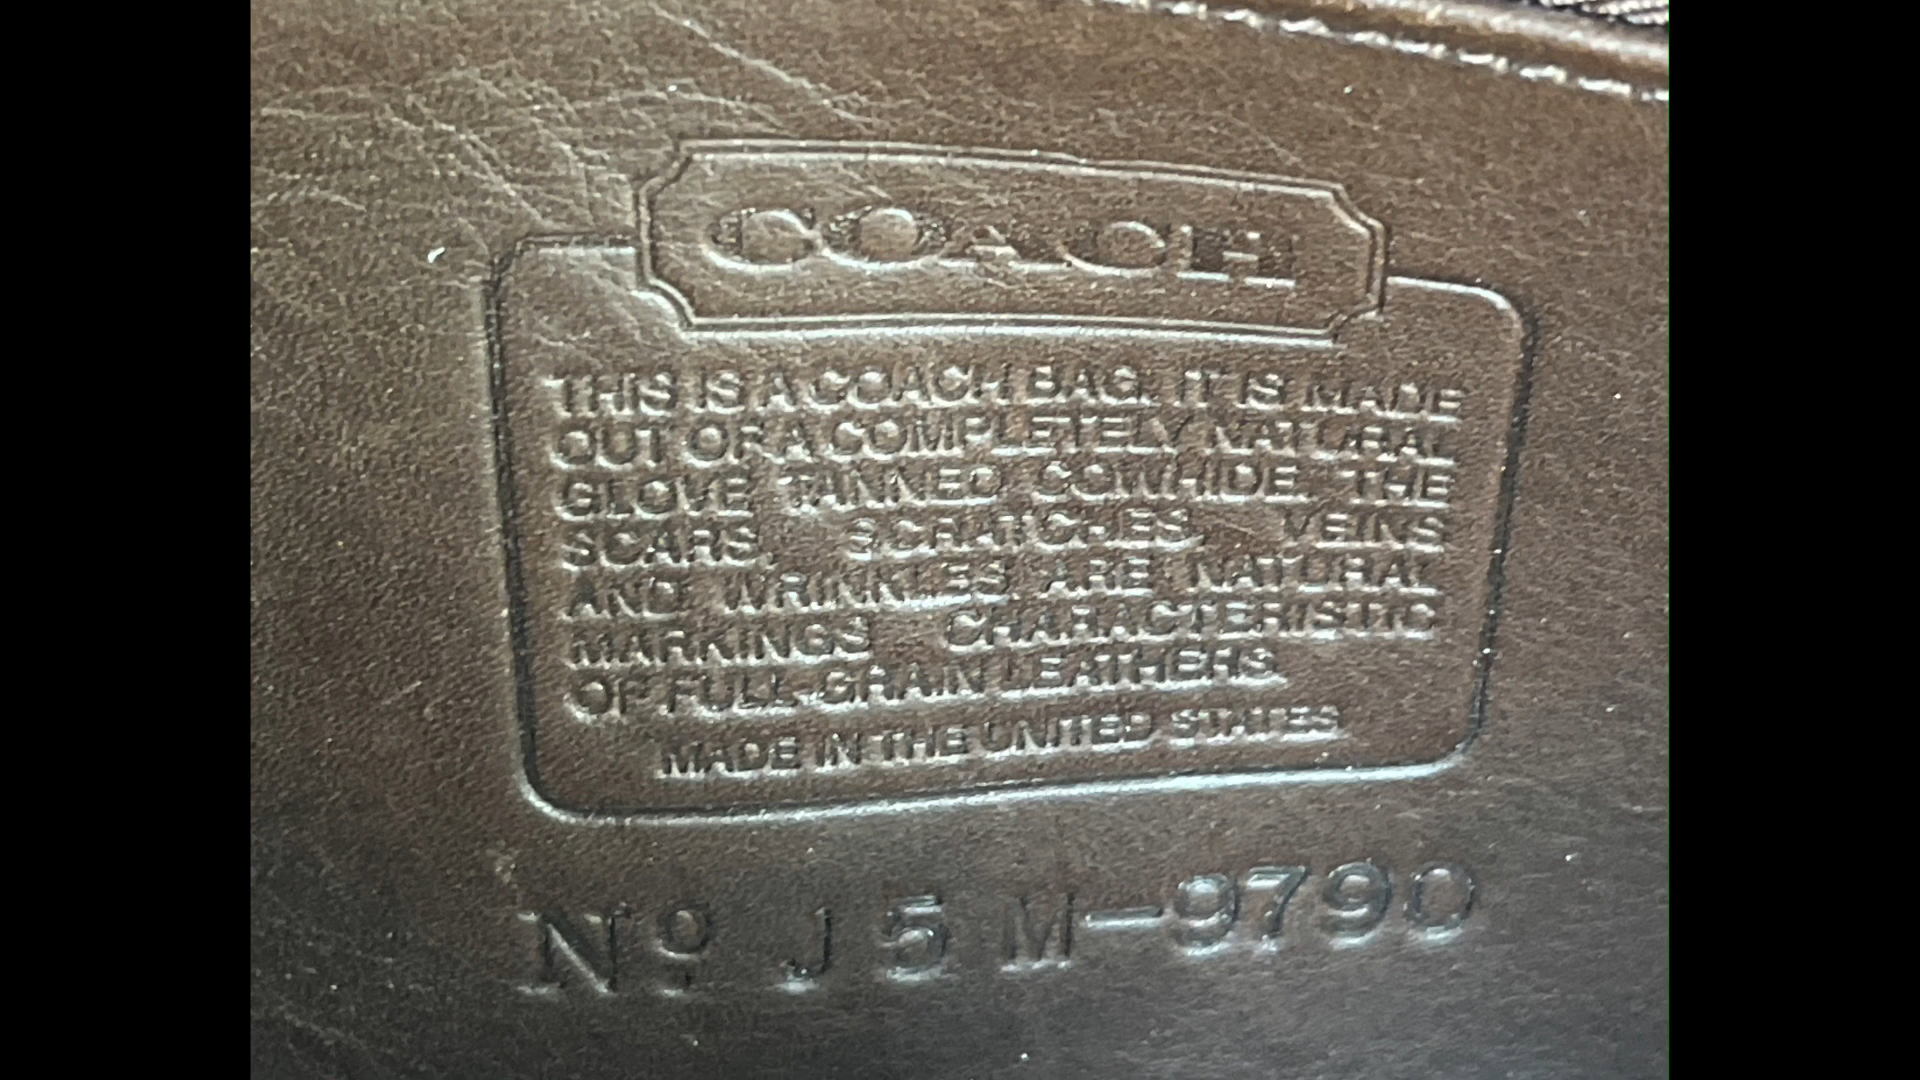 COACH
THIS IS A COACH BAG. IT IS MADE
OUT OF A COMPLETELY NATURAL
GLOVE TANNED COWHIDE. THE
SCARS, SCRATCHES, VEINS
AND WRINKLES ARE NATURAL
MARKINGS CHARACTERISTIC
OF FULL-GRAIN LEATHERS.
MADE IN THE UNITED STATES
Nº J5M-9790